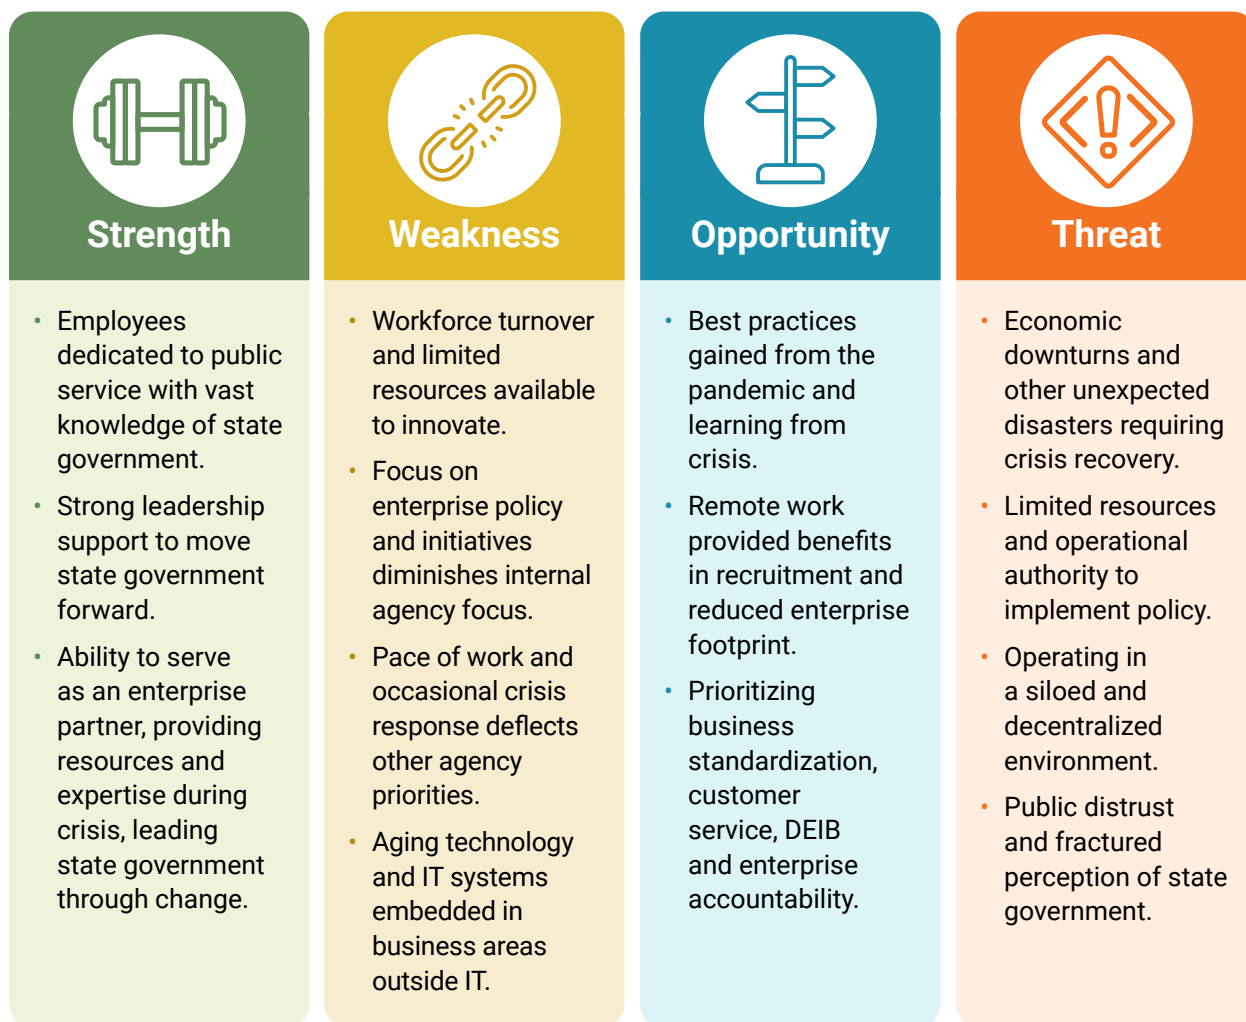 Strength
Employees
dedicated to public
service with vast
knowledge of state
government.
Strong leadership
support to move
state government
forward.
Ability to serve
as an enterprise
partner, providing
resources and
expertise during
crisis, leading
state government
through change.
Weakness
Workforce turnover
and limited
resources available
to innovate.
Focus on
enterprise policy
and initiatives
diminishes internal
agency focus.
Pace of work and
occasional crisis
response deflects
other agency
priorities.
Aging technology
and IT systems
embedded in
business areas
outside IT.
Opportunity
Best practices
gained from the
pandemic and
learning from
crisis.
Remote work
provided benefits
in recruitment and
reduced enterprise
footprint.
Prioritizing
business
standardization,
customer
service, DEIB
and enterprise
accountability.
Threat
Economic
downturns and
other unexpected
disasters requiring
crisis recovery.
Limited resources
and operational
authority to
implement policy.
Operating in
a siloed and
decentralized
environment.
Public distrust
and fractured
perception of state
government.